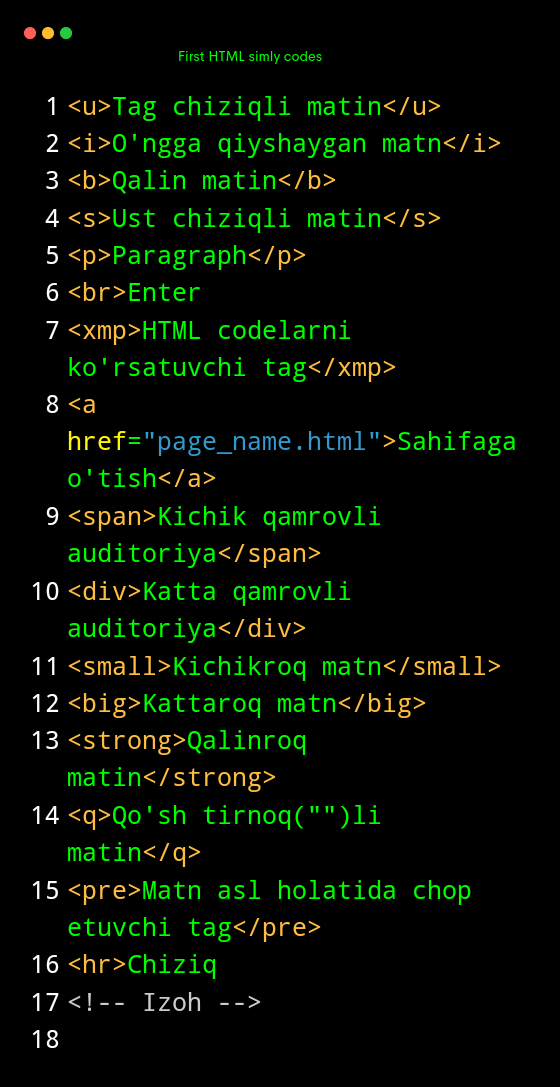 First HTML simly codes
1 <u>Tag chiziqli matin</u>
2 <i>O'ngga qiyshaygan matn</i>
3 <b>Qalin matin</b>
4 <s>Ust chiziqli matin</s>
5 <p>Paragraph</p>
6 <br>Enter
7 <xmp>HTML codelarni
ko'rsatuvchi tag</xmp>
8 <a
href="page_name.html">Sahifaga
o'tish</a>
9 <span>Kichik qamrovli
auditoriya</span>
10 <div>Katta qamrovli
auditoriya</div>
11 <small>Kichikroq matn</small>
12 <big>Kattaroq matn</big>
13 <strong>Qalinroq
matin</strong>
14 <q>Qo'sh tirnoq("")li
matin</q>
15 <pre>Matn asl holatida chop
etuvchi tag</pre>
16 <hr>Chiziq
17 <!-- Izoh -->
18